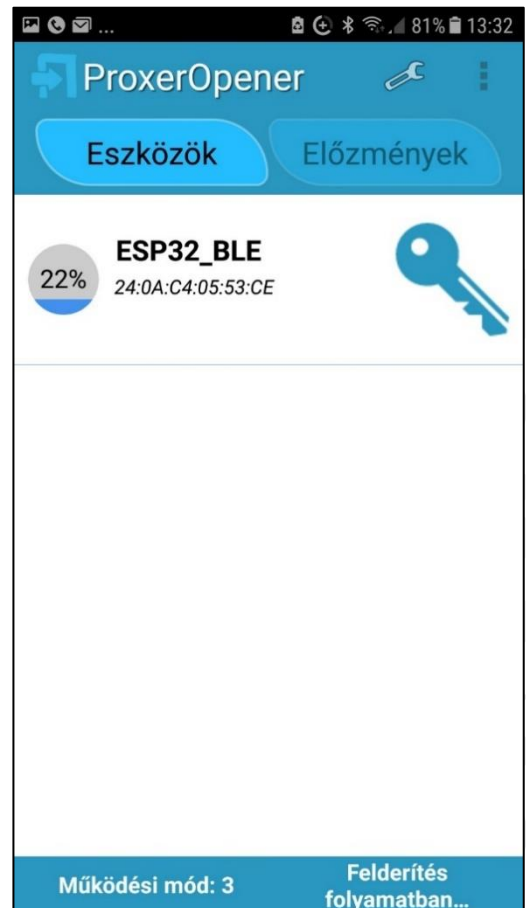 ... 81% 13:32
ProxerOpener
Eszközök Előzmények
ESP32_BLE
22%
24:0A:C4:05:53:CE
Működési mód: 3
Felderítés
folyamatban...